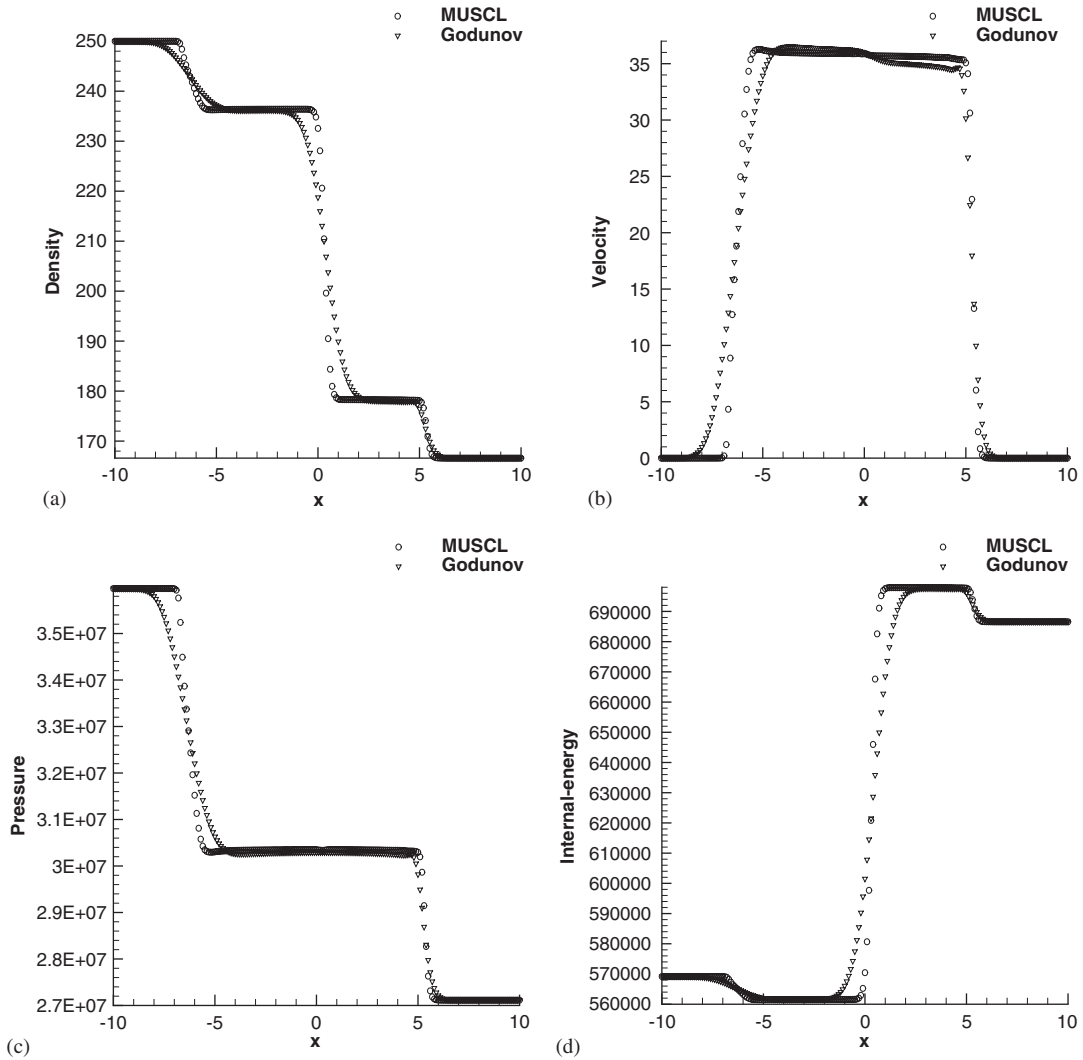 MUSCL
Godunov
250
240
230
220
210
200
190
180
170
Density
-10 -5 0 5 10
x
(a)
MUSCL
Godunov
35
30
25
20
15
10
5
0
Velocity
-10 -5 0 5 10
x
(b)
MUSCL
Godunov
3.5E+07
3.4E+07
3.3E+07
3.2E+07
3.1E+07
3E+07
2.9E+07
2.8E+07
2.7E+07
Pressure
-10 -5 0 5 10
x
(c)
MUSCL
Godunov
690000
680000
670000
660000
650000
640000
630000
620000
610000
600000
590000
580000
570000
560000
Internal-energy
-10 -5 0 5 10
x
(d)